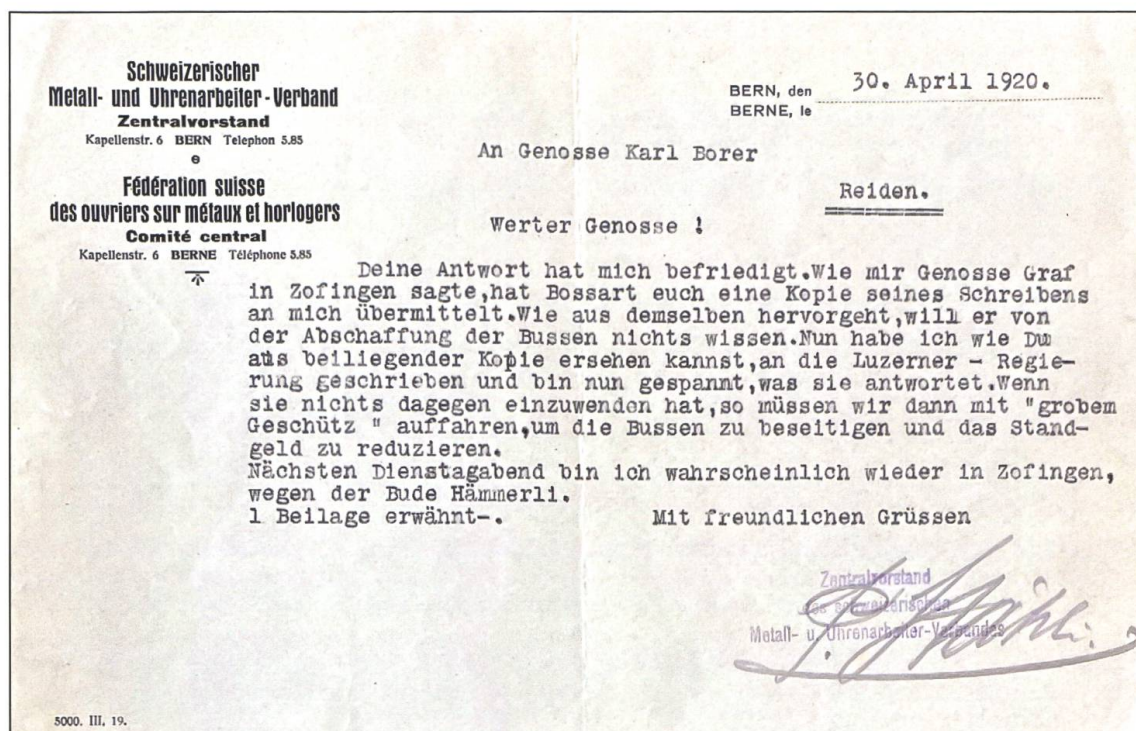 Schweizerischer
Metall- und Uhrenarbeiter-Verband
Zentralvorstand
Kapellenstr. 6 BERN Telephon 5.85
Fédération suisse
des ouvriers sur métaux et horlogers
Comité central
Kapellenstr. 6 BERNE Téléphone 5.85
BERN, den 30. April 1920.
BERNE, le
An Genosse Karl Borer
Reiden.
Werter Genosse !
Deine Antwort hat mich befriedigt.Wie mir Genosse Graf
in Zofingen sagte,hat Bossart euch eine Kopie seines Schreibens
an mich übermittelt.Wie aus demselben hervorgeht,will er von
der Abschaffung der Bussen nichts wissen.Nun habe ich wie Du
aus beiliegender Kopie ersehen kannst,an die Luzerner - Regie-
rung geschrieben und bin nun gespannt,was sie antwortet.Wenn
sie nichts dagegen einzuwenden hat,so müssen wir dann mit "grobem
Geschütz " auffahren,um die Bussen zu beseitigen und das Stand-
geld zu reduzieren.
Nächsten Dienstagabend bin ich wahrscheinlich wieder in Zofingen,
wegen der Bude Hämmerli.
1 Beilage erwähnt-.
Mit freundlichen Grüssen
Zentralvorstand
des schweizerischen
Metall- u. Uhrenarbeiter-Verbandes
5000. III. 19.